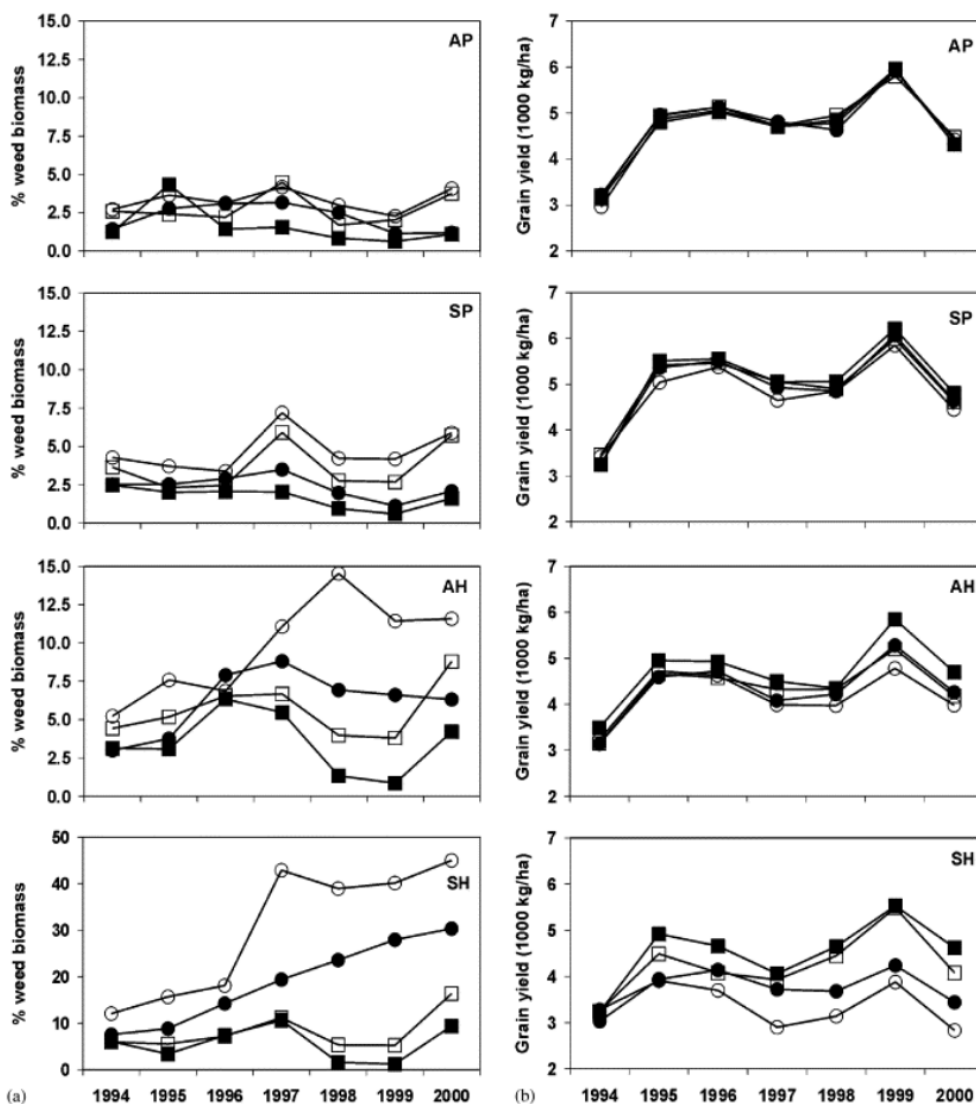 15.0
12.5
10.0
7.5
5.0
2.5
0.0
% weed biomass
AP
7
6
5
4
3
2
Grain yield (1000 kg/ha)
AP
15.0
12.5
10.0
7.5
5.0
2.5
0.0
% weed biomass
SP
7
6
5
4
3
2
Grain yield (1000 kg/ha)
SP
15.0
12.5
10.0
7.5
5.0
2.5
0.0
% weed biomass
AH
7
6
5
4
3
2
Grain yield (1000 kg/ha)
AH
50
40
30
20
10
0
% weed biomass
SH
7
6
5
4
3
2
Grain yield (1000 kg/ha)
SH
(a) 1994 1995 1996 1997 1998 1999 2000
(b) 1994 1995 1996 1997 1998 1999 2000